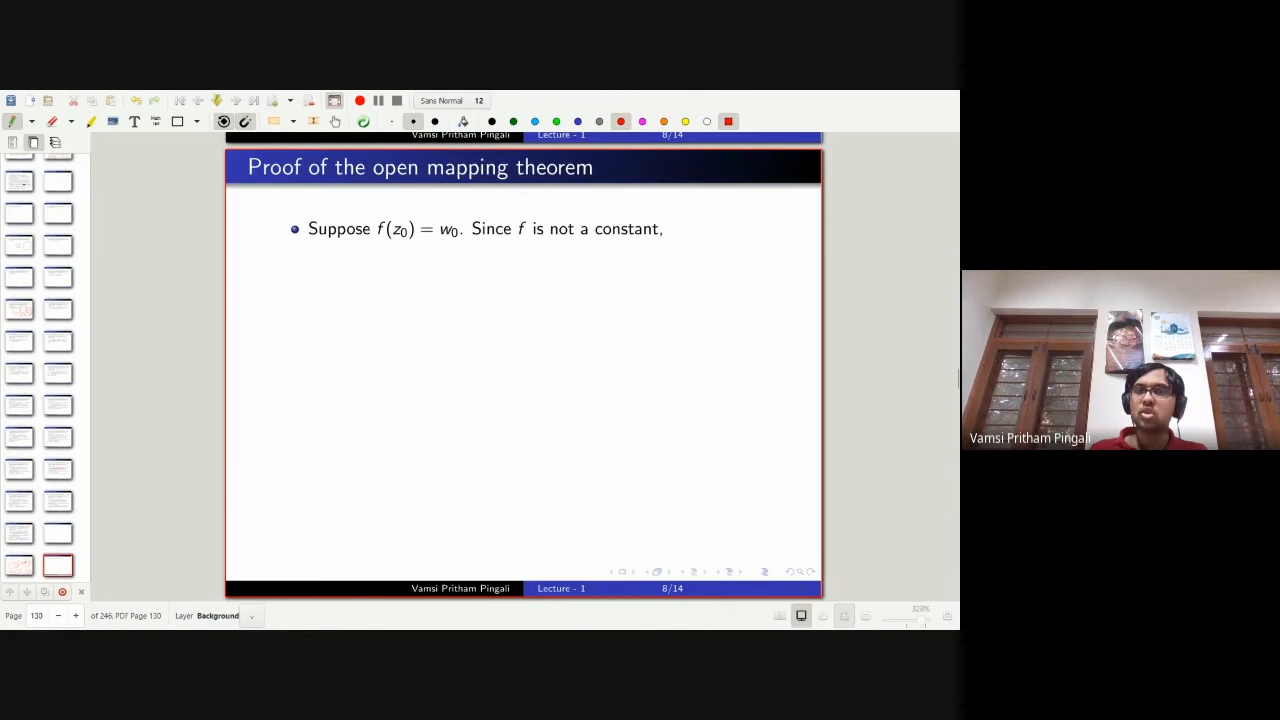 Sans Normal 12
Vamsi Pritham Pingali Lecture - 1 8/14
Proof of the open mapping theorem
Suppose f(z₀) = w₀. Since f is not a constant,
Vamsi Pritham Pingali
Vamsi Pritham Pingali Lecture - 1 8/14
Page 130 of 246, PDF Page 130 Layer Background 328%